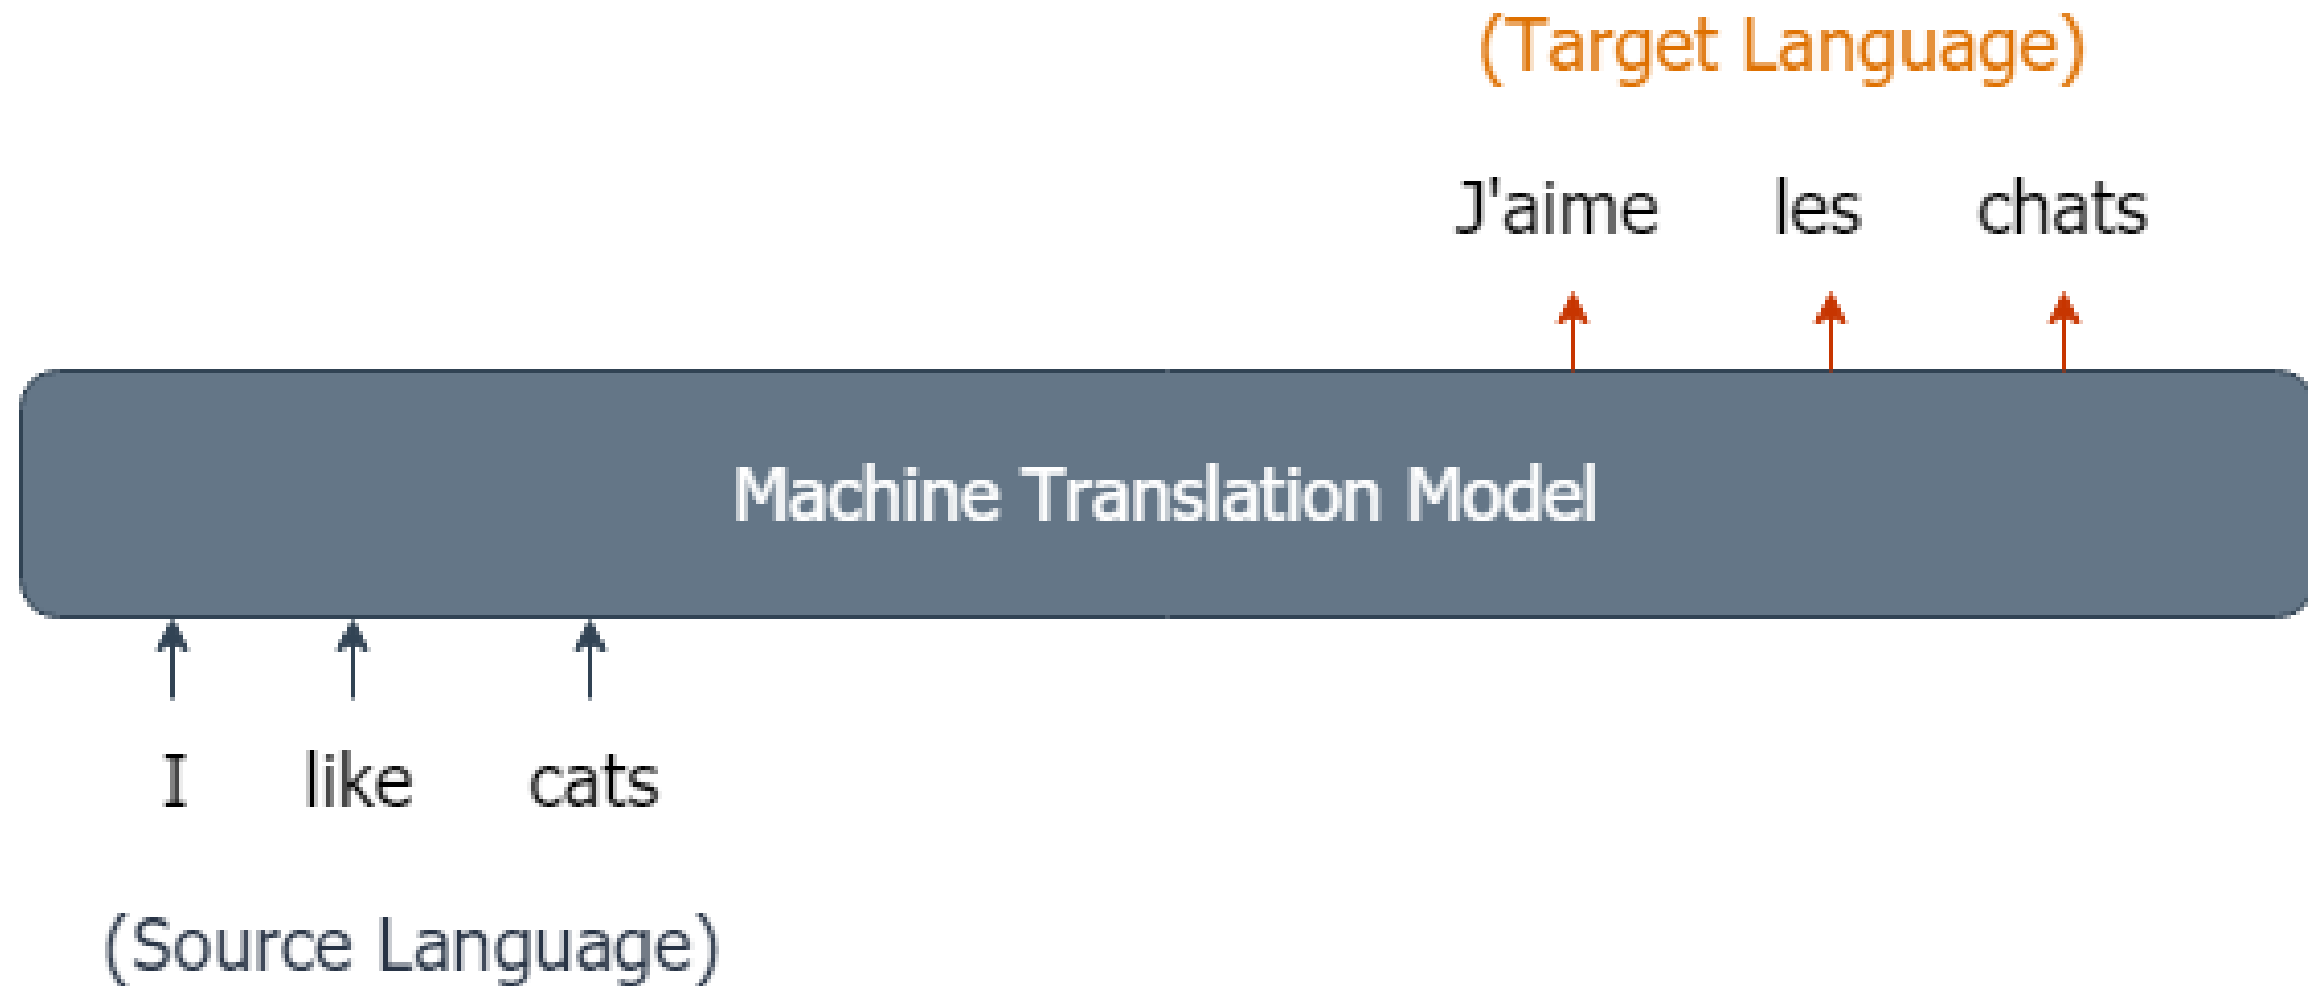 (Target Language)
J'aime les chats
Machine Translation Model
I like cats
(Source Language)